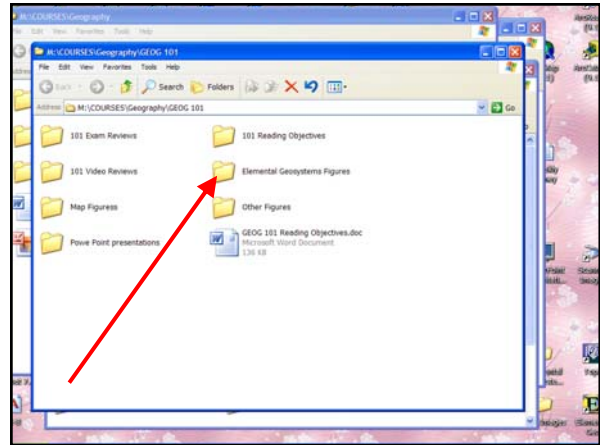 M:\COURSES\Geography
File Edit View Favorites Tools Help
M:\COURSES\Geography\GEOG 101
File Edit View Favorites Tools Help
Back Search Folders
Address M:\COURSES\Geography\GEOG 101 Go
101 Exam Reviews 101 Reading Objectives
101 Video Reviews Elemental Geosystems Figures
Map Figuress Other Figures
Powe Point presentations GEOG 101 Reading Objectives.doc
Microsoft Word Document
136 KB